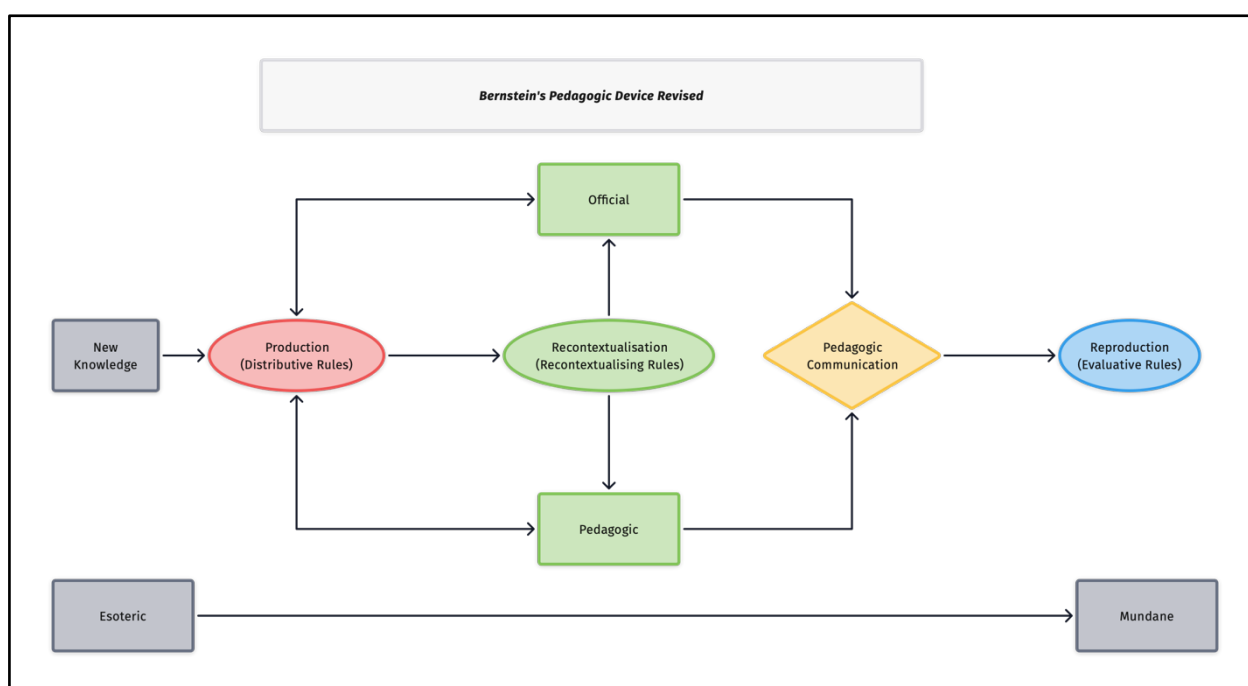 Bernstein's Pedagogic Device Revised
Official
New
Knowledge
Production
(Distributive Rules)
Recontextualisation
(Recontextualising Rules)
Pedagogic
Communication
Reproduction
(Evaluative Rules)
Pedagogic
Esoteric
Mundane